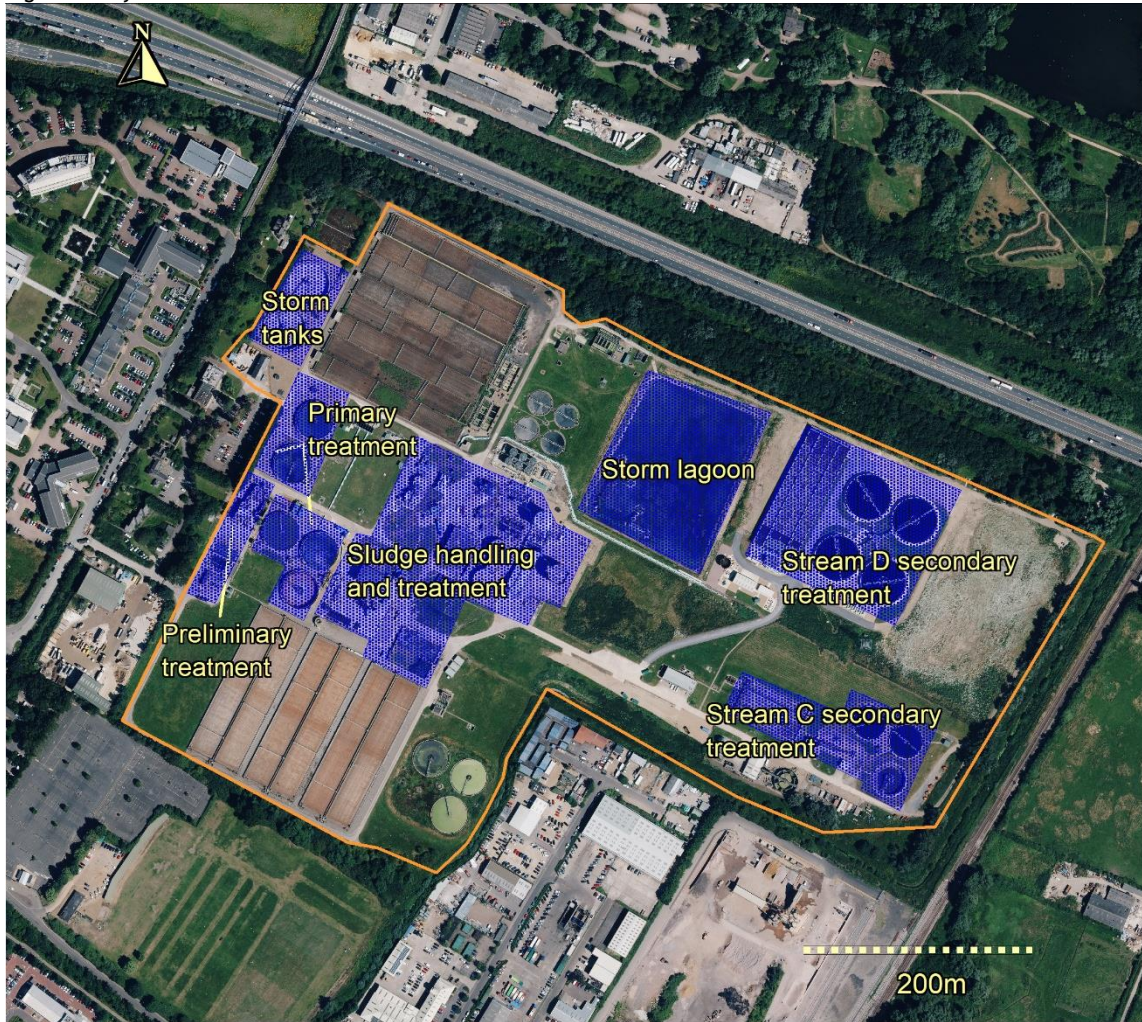 N
Storm
tanks
Primary
treatment
Storm lagoon
Sludge handling
and treatment
Stream D secondary
treatment
Preliminary
treatment
Stream C secondary
treatment
200m